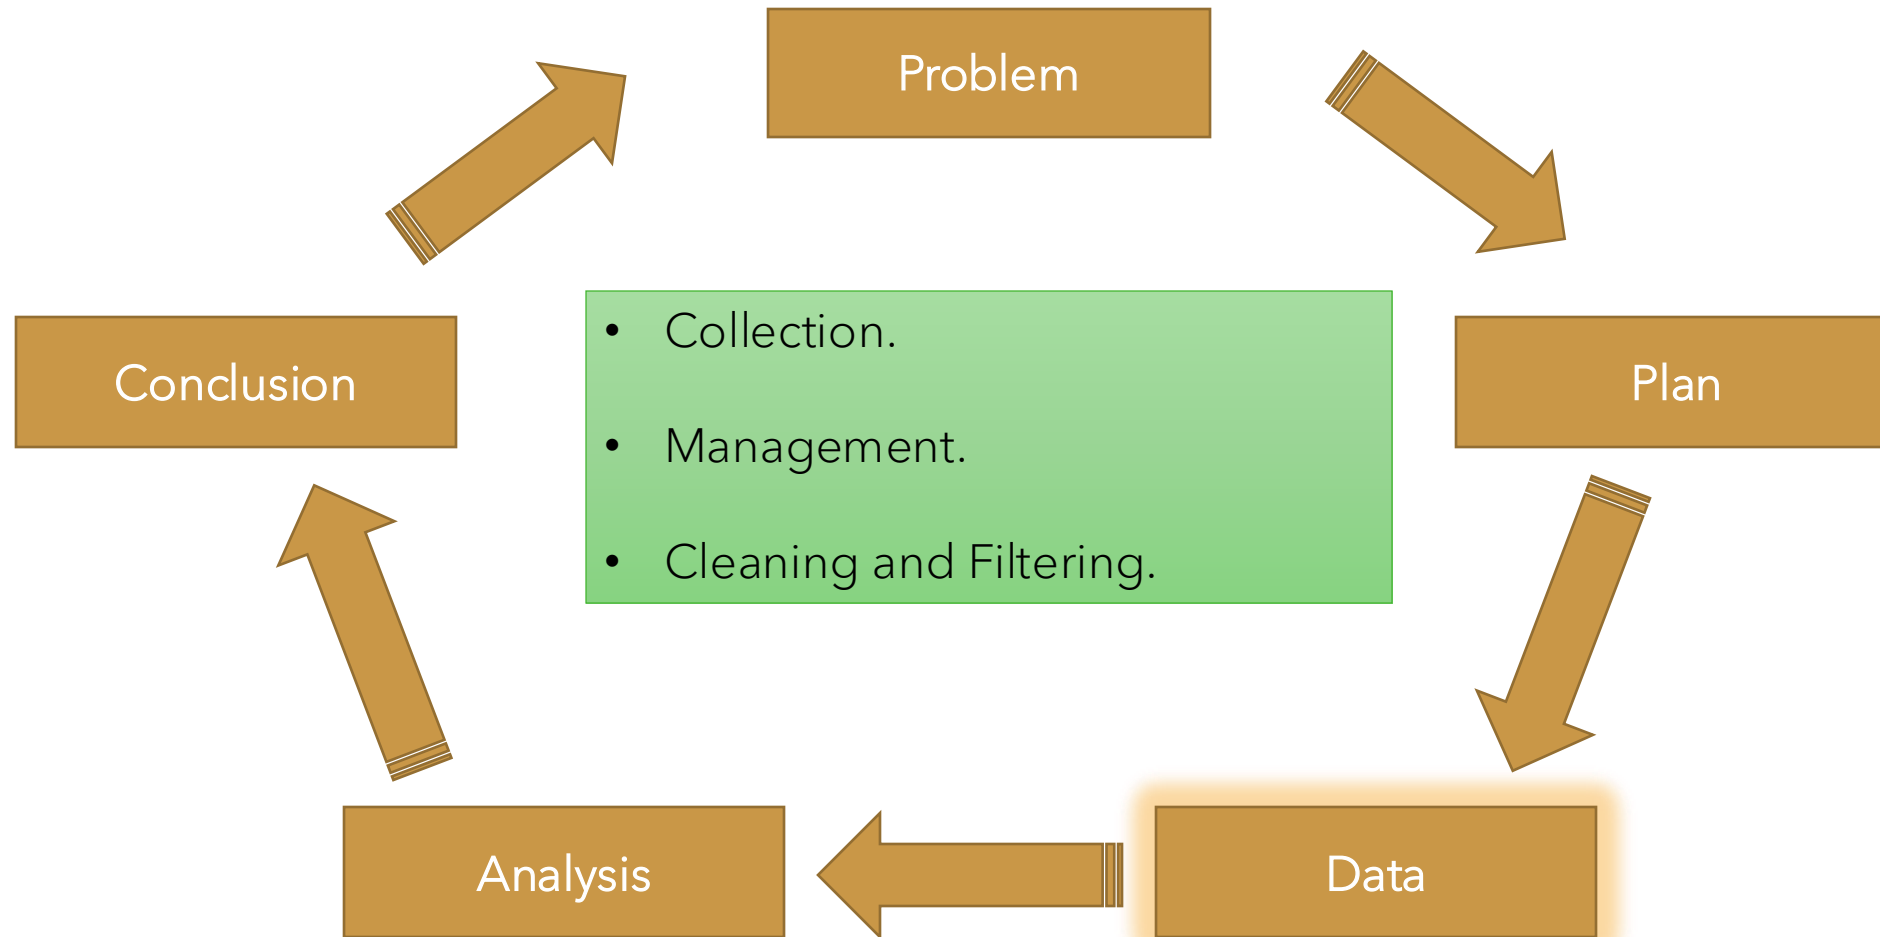 Problem
• Collection.
Conclusion
Plan
• Management.
• Cleaning and Filtering.
Analysis
Data